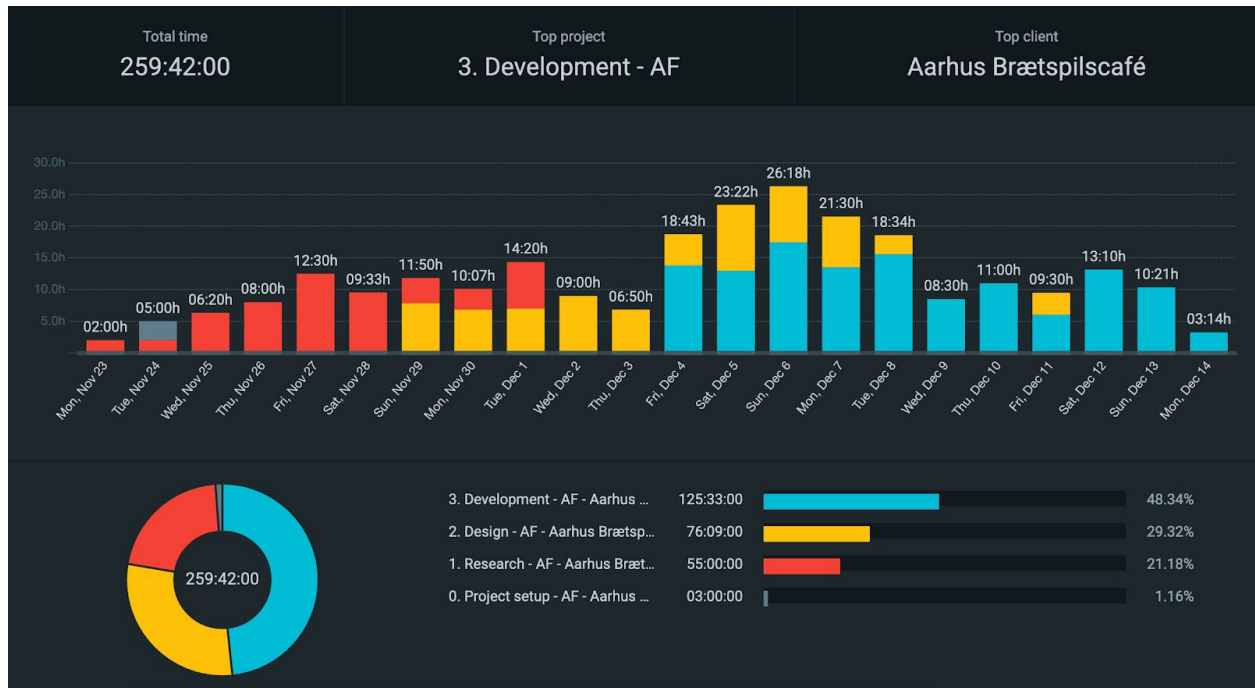 Total time
Top project
Top client
259:42:00
3. Development - AF
Aarhus Brætspilscafé
30.0h
25.0h
20.0h
15.0h
10.0h
5.0h
02:00h
05:00h
06:20h
08:00h
12:30h
09:33h
11:50h
10:07h
14:20h
09:00h
06:50h
18:43h
23:22h
26:18h
21:30h
18:34h
08:30h
11:00h
09:30h
13:10h
10:21h
03:14h
Mon, Nov 23
Tue, Nov 24
Wed, Nov 25
Thu, Nov 26
Fri, Nov 27
Sat, Nov 28
Sun, Nov 29
Mon, Nov 30
Tue, Dec 1
Wed, Dec 2
Thu, Dec 3
Fri, Dec 4
Sat, Dec 5
Sun, Dec 6
Mon, Dec 7
Tue, Dec 8
Wed, Dec 9
Thu, Dec 10
Fri, Dec 11
Sat, Dec 12
Sun, Dec 13
Mon, Dec 14
259:42:00
3. Development - AF - Aarhus ... 125:33:00 48.34%
2. Design - AF - Aarhus Brætsp... 76:09:00 29.32%
1. Research - AF - Aarhus Bræt... 55:00:00 21.18%
0. Project setup - AF - Aarhus ... 03:00:00 1.16%